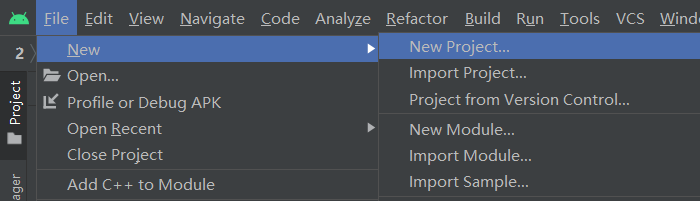 File Edit View Navigate Code Analyze Refactor Build Run Tools VCS
2
New
New Project...
Open...
Import Project...
Profile or Debug APK
Project from Version Control...
Open Recent
New Module...
Close Project
Import Module...
Add C++ to Module
Import Sample...
Project